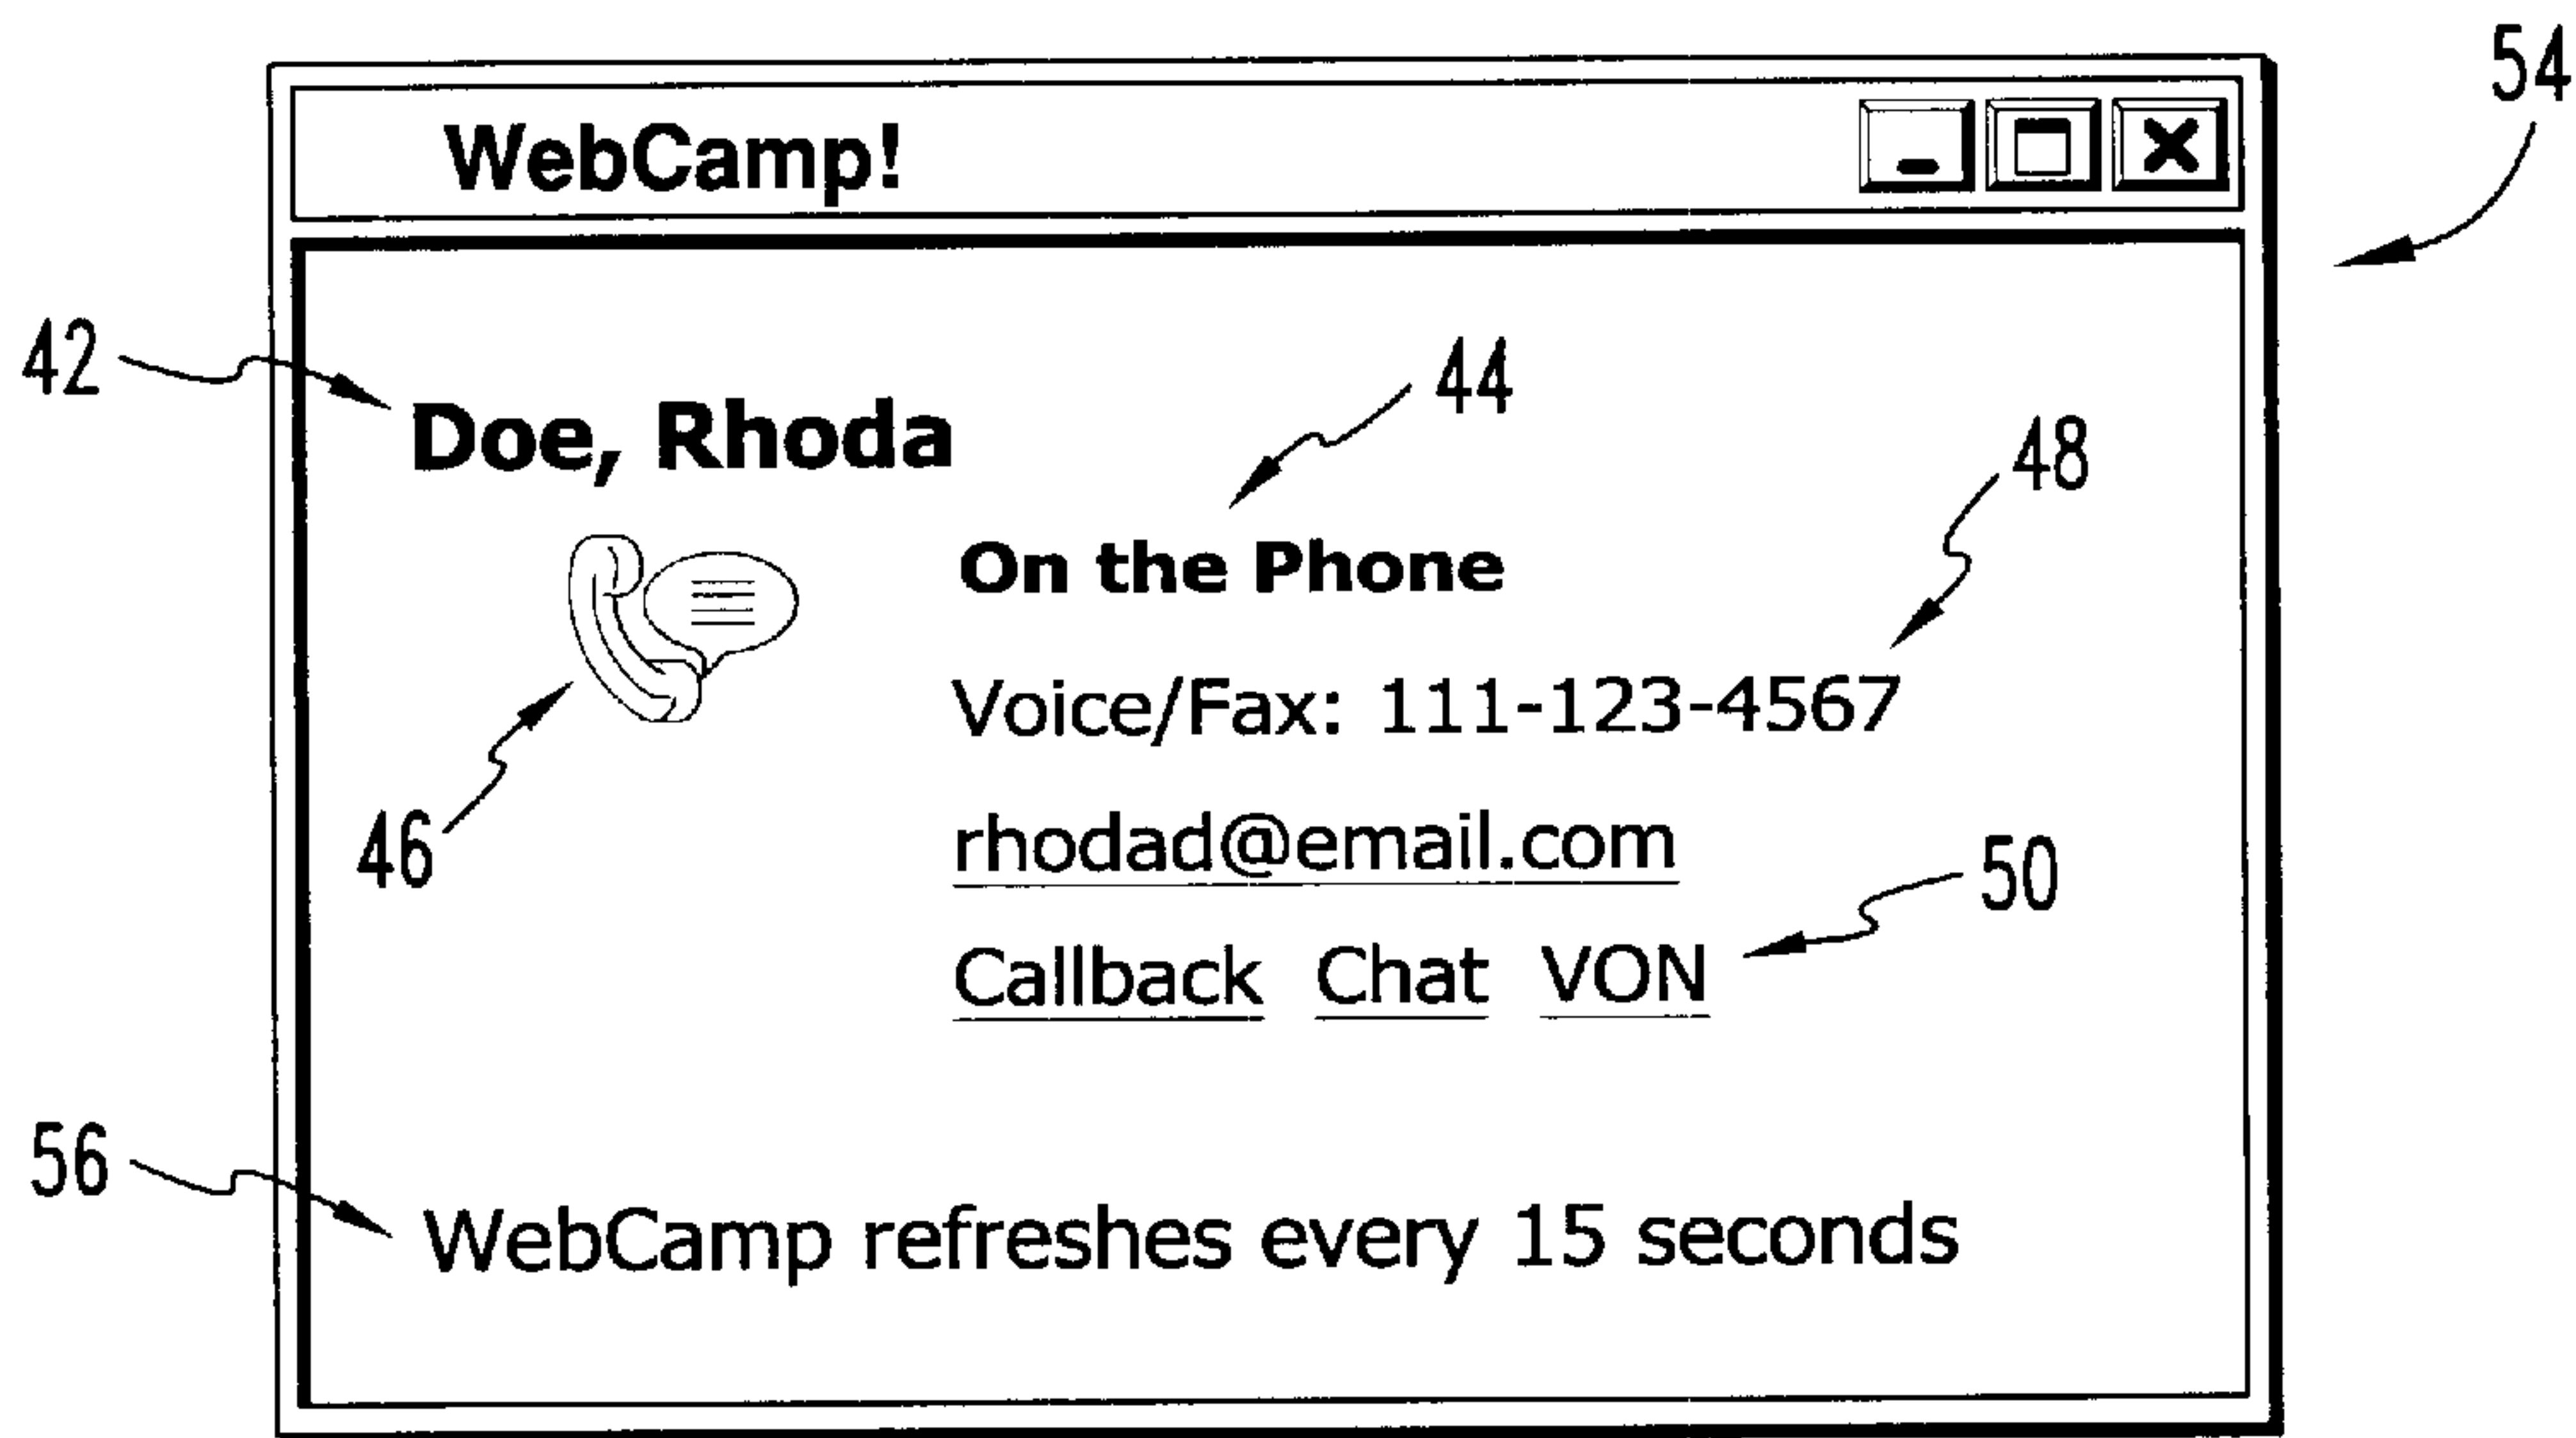 54
WebCamp!
42
44
Doe, Rhoda
48
On the Phone
Voice/Fax: 111-123-4567
46
rhodad@email.com
50
Callback Chat VON
56
WebCamp refreshes every 15 seconds